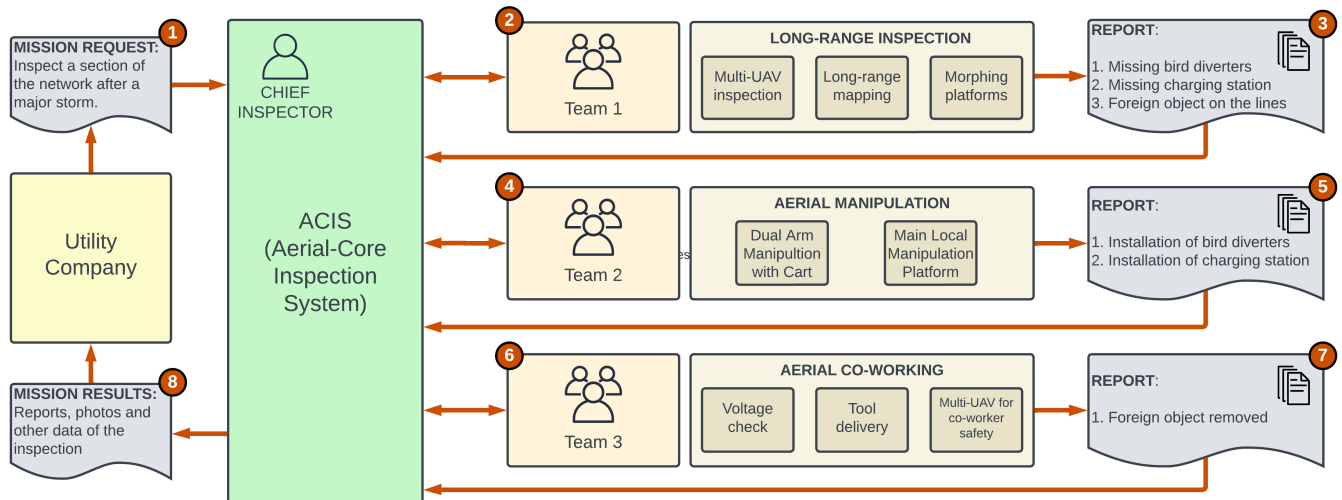 1
MISSION REQUEST:
Inspect a section of
the network after a
major storm.
Utility
Company
8
MISSION RESULTS:
Reports, photos and
other data of the
inspection
CHIEF
INSPECTOR
ACIS
(Aerial-Core
Inspection
System)
2
Team 1
LONG-RANGE INSPECTION
Multi-UAV
inspection
Long-range
mapping
Morphing
platforms
3
REPORT:
1. Missing bird diverters
2. Missing charging station
3. Foreign object on the lines
4
Team 2
es
AERIAL MANIPULATION
Dual Arm
Manipultion
with Cart
Main Local
Manipulation
Platform
5
REPORT:
1. Installation of bird diverters
2. Installation of charging station
6
Team 3
AERIAL CO-WORKING
Voltage
check
Tool
delivery
Multi-UAV for
co-worker
safety
7
REPORT:
1. Foreign object removed